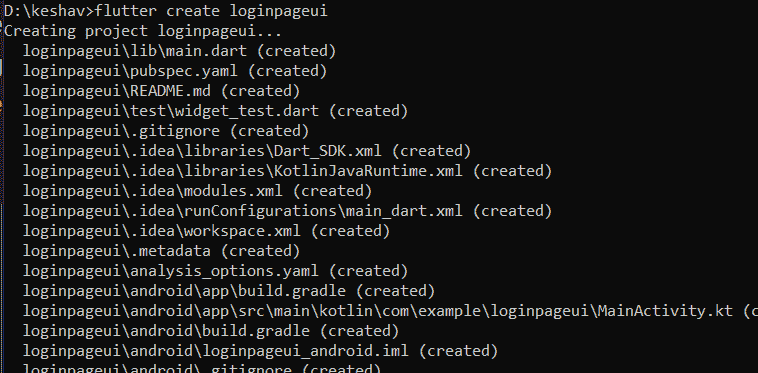 D:\keshav>flutter create loginpageui
Creating project loginpageui...
loginpageui\lib\main.dart (created)
loginpageui\pubspec.yaml (created)
loginpageui\README.md (created)
loginpageui\test\widget_test.dart (created)
loginpageui\.gitignore (created)
loginpageui\.idea\libraries\Dart_SDK.xml (created)
loginpageui\.idea\libraries\KotlinJavaRuntime.xml (created)
loginpageui\.idea\modules.xml (created)
loginpageui\.idea\runConfigurations\main_dart.xml (created)
loginpageui\.idea\workspace.xml (created)
loginpageui\.metadata (created)
loginpageui\analysis_options.yaml (created)
loginpageui\android\app\build.gradle (created)
loginpageui\android\app\src\main\kotlin\com\example\loginpageui\MainActivity.kt (c
loginpageui\android\build.gradle (created)
loginpageui\android\loginpageui_android.iml (created)
loginpageui\android\.gitignore (created)